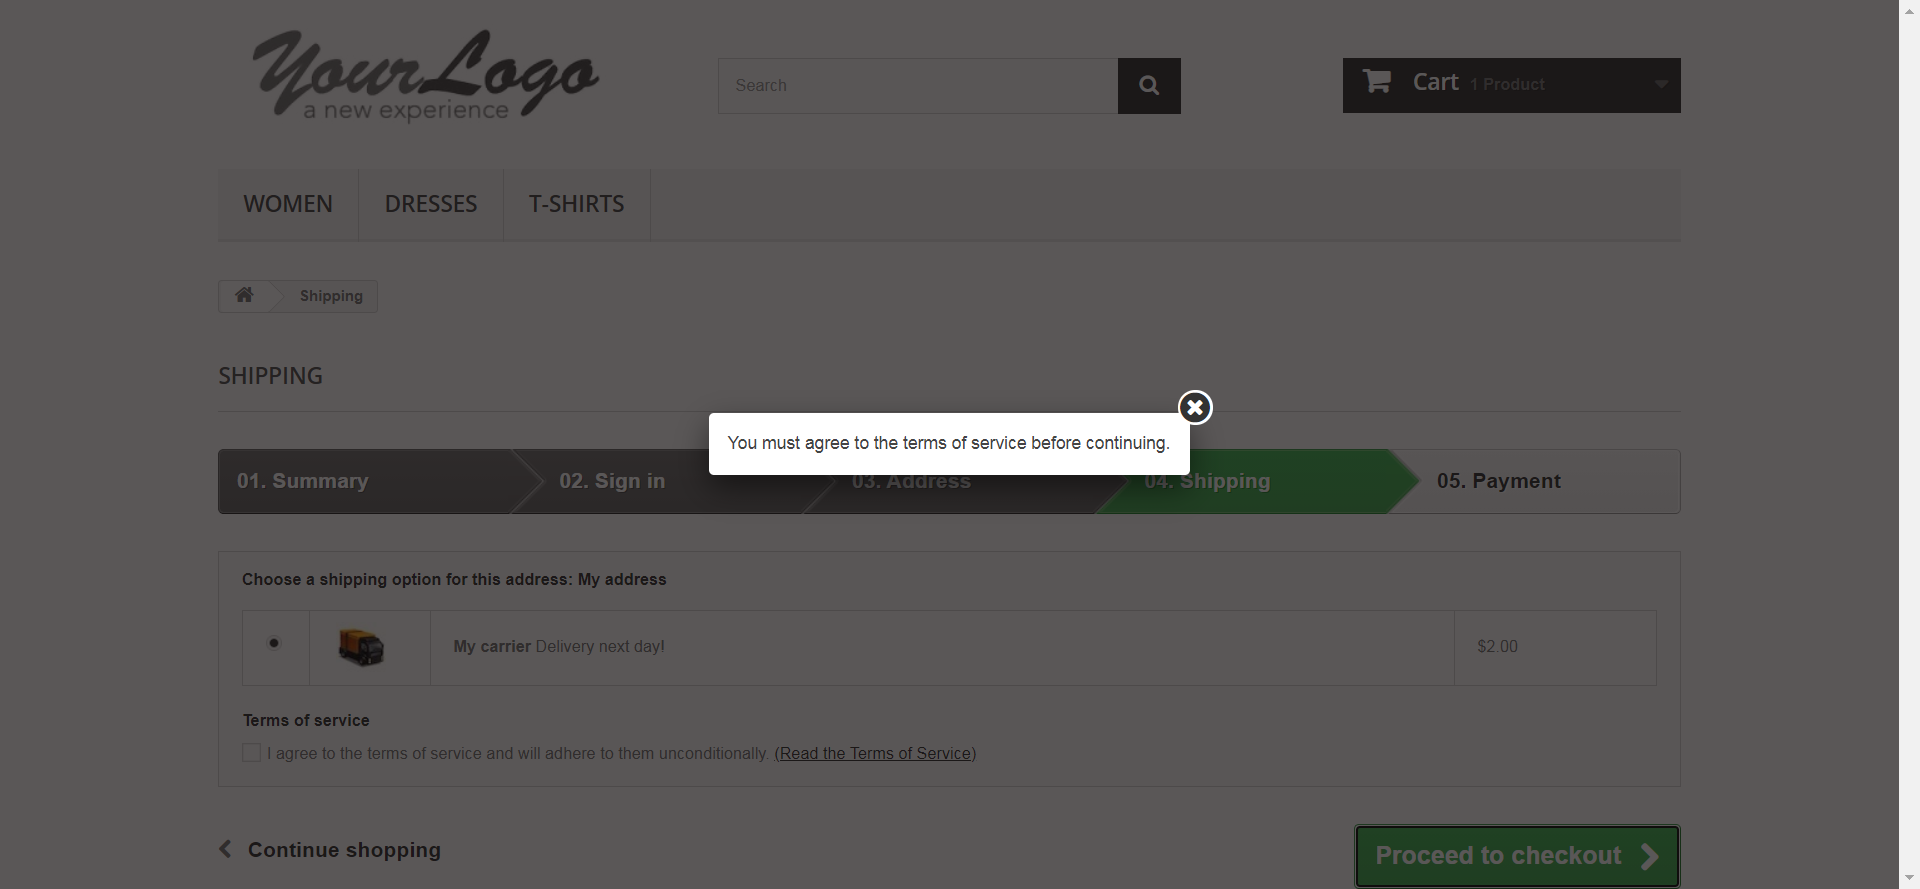 YourLogo
a new experience
Search
Cart 1 Product
WOMEN DRESSES T-SHIRTS
Shipping
SHIPPING
You must agree to the terms of service before continuing.
01. Summary 02. Sign in 03. Address 04. Shipping 05. Payment
Choose a shipping option for this address: My address
My carrier Delivery next day! $2.00
Terms of service
I agree to the terms of service and will adhere to them unconditionally. (Read the Terms of Service)
Continue shopping Proceed to checkout